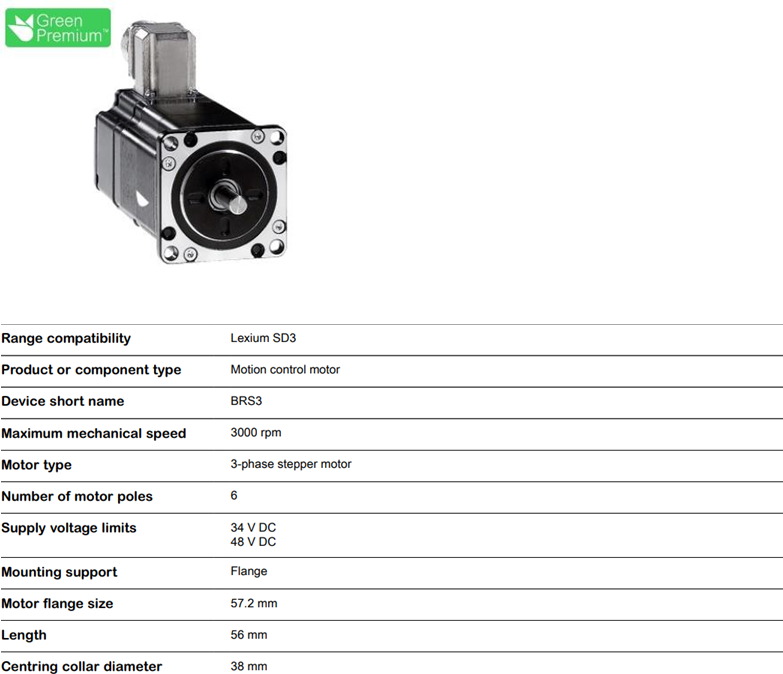 Green
Premium™
Range compatibility Lexium SD3
Product or component type Motion control motor
Device short name BRS3
Maximum mechanical speed 3000 rpm
Motor type 3-phase stepper motor
Number of motor poles 6
Supply voltage limits 34 V DC
48 V DC
Mounting support Flange
Motor flange size 57.2 mm
Length 56 mm
Centring collar diameter 38 mm